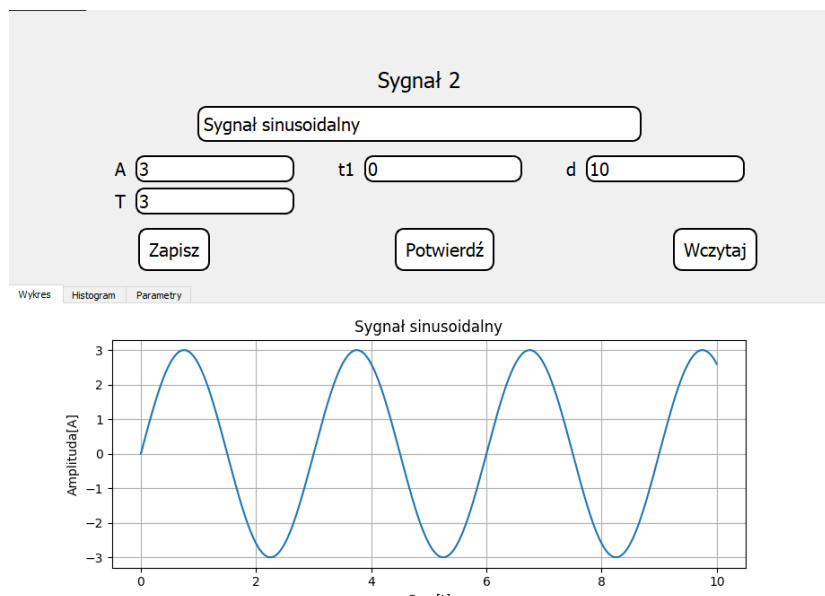 Sygnał 2
Sygnał sinusoidalny
A 3 t1 0 d 10
T 3
Zapisz Potwierdź Wczytaj
Wykres Histogram Parametry
Sygnał sinusoidalny
Amplituda[A]
3
2
1
0
−1
−2
−3
0 2 4 6 8 10